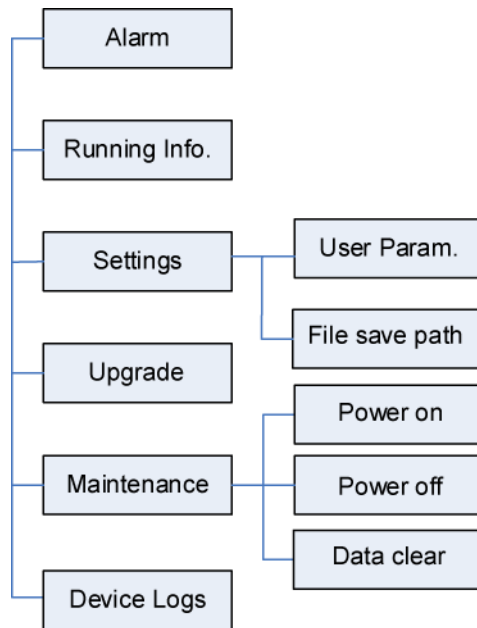 Alarm
Running Info.
Settings
User Param.
File save path
Upgrade
Maintenance
Power on
Power off
Data clear
Device Logs